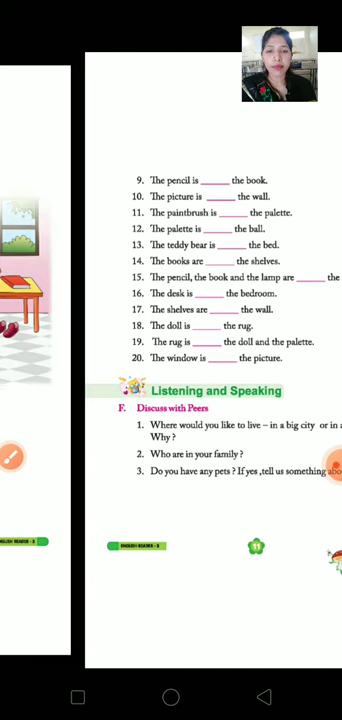 9. The pencil is ______ the book.
10. The picture is ______ the wall.
11. The paintbrush is ______ the palette.
12. The palette is ______ the ball.
13. The teddy bear is ______ the bed.
14. The books are ______ the shelves.
15. The pencil, the book and the lamp are ______ the
16. The desk is ______ the bedroom.
17. The shelves are ______ the wall.
18. The doll is ______ the rug.
19. The rug is ______ the doll and the palette.
20. The window is ______ the picture.
Listening and Speaking
F. Discuss with Peers
1. Where would you like to live – in a big city or in a
Why ?
2. Who are in your family ?
3. Do you have any pets ? If yes ,tell us something abo
ENGLISH READER - 3
11